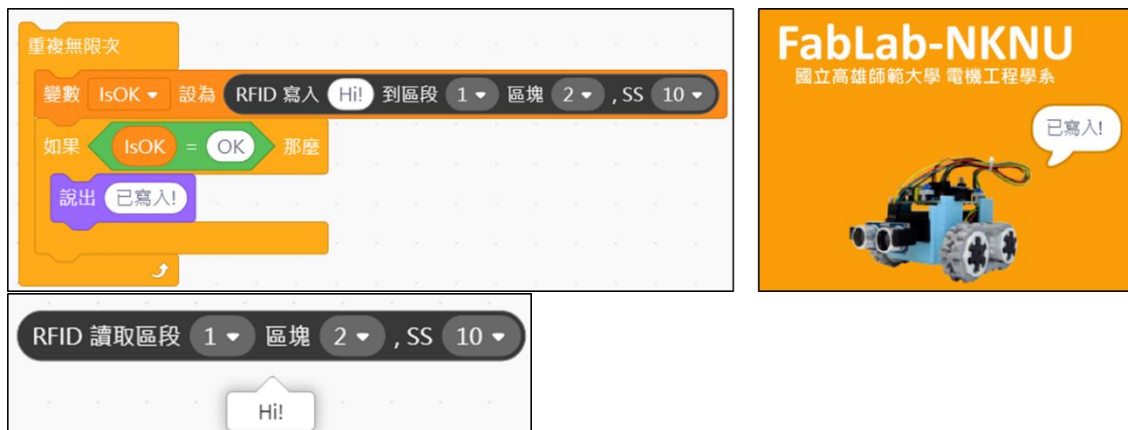 重複無限次
變數 IsOK 設為 RFID 寫入 Hi! 到區段 1 區塊 2 , SS 10
如果 IsOK = OK 那麼
說出 已寫入!
FabLab-NKNU
國立高雄師範大學 電機工程學系
已寫入!
RFID 讀取區段 1 區塊 2 , SS 10
Hi!